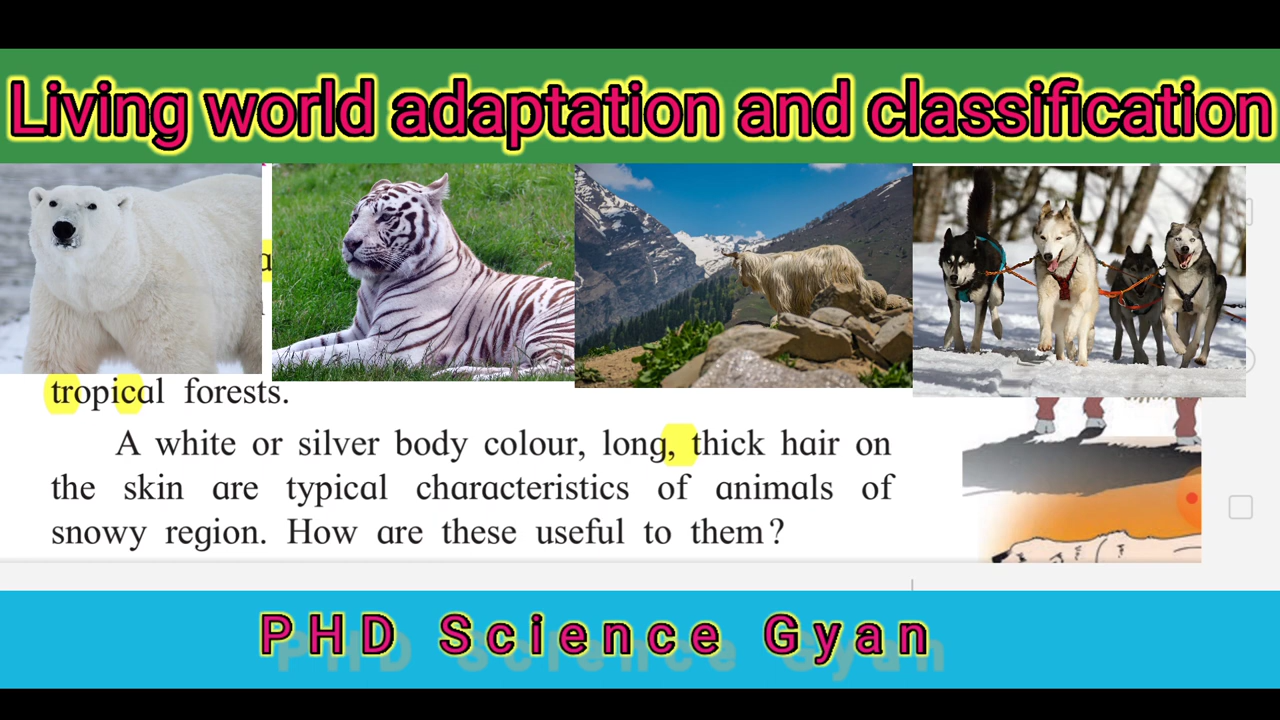 Living world adaptation and classification
a
tropical forests.
A white or silver body colour, long, thick hair on
the skin are typical characteristics of animals of
snowy region. How are these useful to them?
PHD Science Gyan